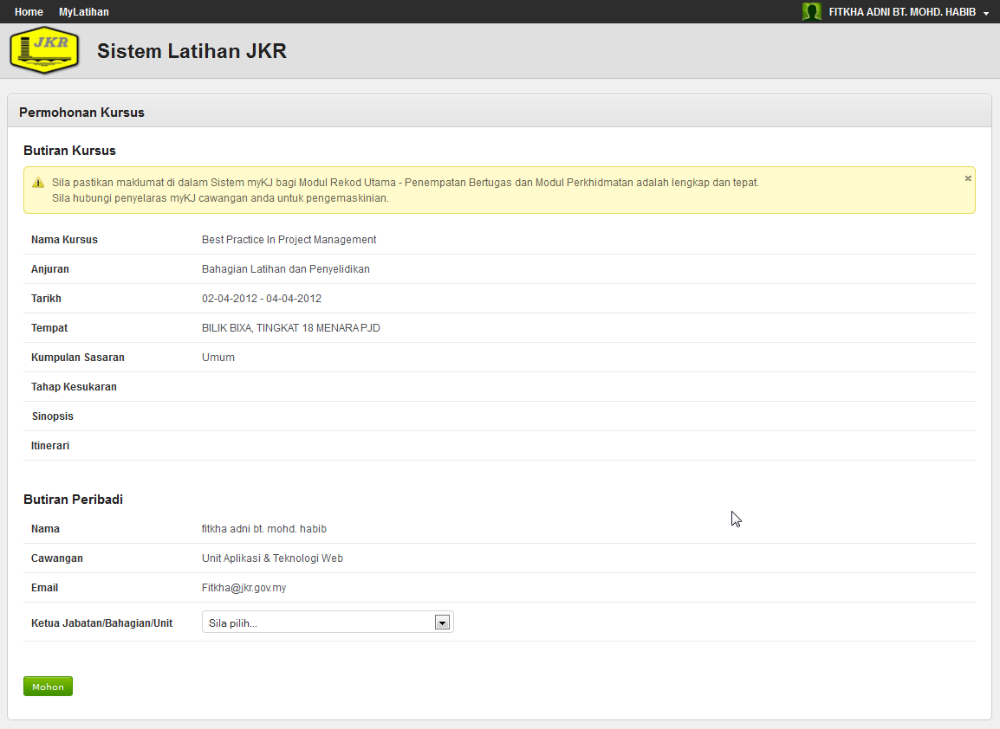 Home MyLatihan FITKHA ADNI BT. MOHD. HABIB
JKR Sistem Latihan JKR
Permohonan Kursus
Butiran Kursus
Sila pastikan maklumat di dalam Sistem myKJ bagi Modul Rekod Utama - Penempatan Bertugas dan Modul Perkhidmatan adalah lengkap dan tepat.
Sila hubungi penyelaras myKJ cawangan anda untuk pengemaskinian.
Nama Kursus Best Practice In Project Management
Anjuran Bahagian Latihan dan Penyelidikan
Tarikh 02-04-2012 - 04-04-2012
Tempat BILIK BIXA, TINGKAT 18 MENARA PJD
Kumpulan Sasaran Umum
Tahap Kesukaran
Sinopsis
Itinerari
Butiran Peribadi
Nama fitkha adni bt. mohd. habib
Cawangan Unit Aplikasi & Teknologi Web
Email Fitkha@jkr.gov.my
Ketua Jabatan/Bahagian/Unit Sila pilih...
Mohon